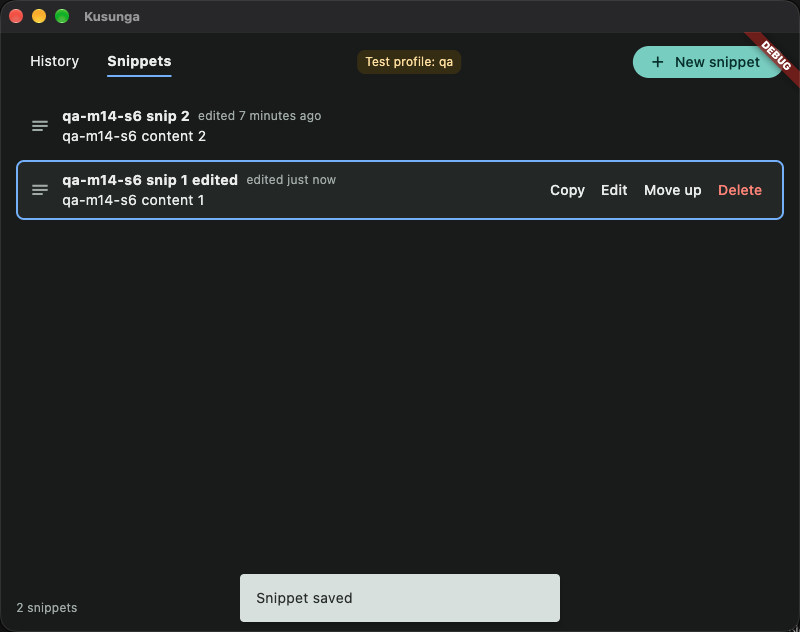 Kusunga
History
Snippets
Test profile: qa
+ New snippet
DEBUG
qa-m14-s6 snip 2 edited 7 minutes ago
qa-m14-s6 content 2
qa-m14-s6 snip 1 edited edited just now
qa-m14-s6 content 1
Copy
Edit
Move up
Delete
Snippet saved
2 snippets